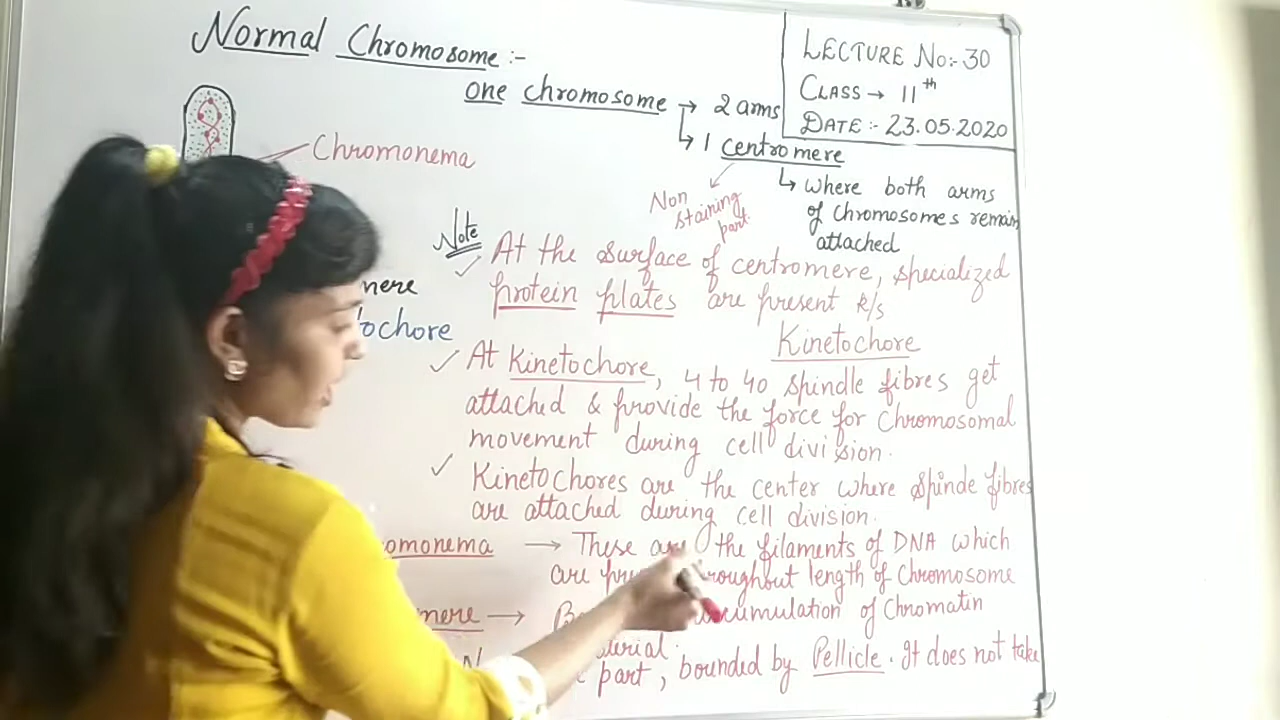 Normal Chromosome :-
LECTURE No:- 30
CLASS → 11th
DATE :- 23.05.2020
one chromosome → 2 arms
↳ 1 centromere
Chromonema
Non
staining
part
↳ where both arms
of chromosomes remain
attached
Note
At the surface of centromere, specialized
protein plates are present k/s
Kinetochore
mere
tochore
✓ At Kinetochore, 4 to 40 spindle fibres get
attached & provide the force for chromosomal
movement during cell division.
✓ Kinetochores are the center where spinde fibres
are attached during cell division.
omonema → These are the filaments of DNA which
are throughout length of chromosome
mere → accumulation of Chromatin
material.
part, bounded by Pellicle. It does not take